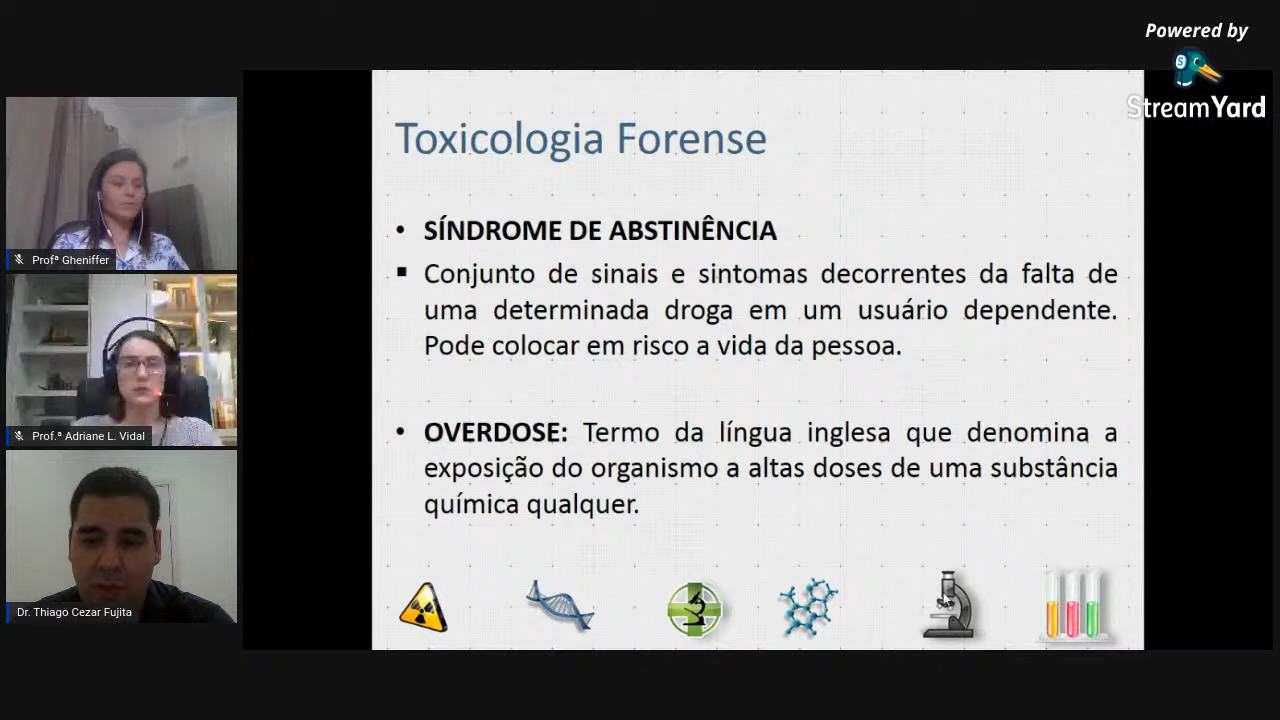 Powered by
StreamYard
Toxicologia Forense
• SÍNDROME DE ABSTINÊNCIA
▪ Conjunto de sinais e sintomas decorrentes da falta de
uma determinada droga em um usuário dependente.
Pode colocar em risco a vida da pessoa.
• OVERDOSE: Termo da língua inglesa que denomina a
exposição do organismo a altas doses de uma substância
química qualquer.
Profª Gheniffer
Prof.ª Adriane L. Vidal
Dr. Thiago Cezar Fujita